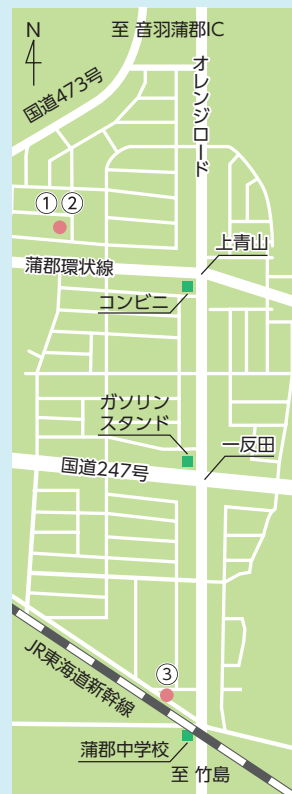 N
至 音羽蒲郡IC
国道473号
オレンジロード
① ②
上青山
蒲郡環状線
コンビニ
ガソリン
スタンド
一反田
国道247号
JR東海道新幹線
③
蒲郡中学校
至 竹島